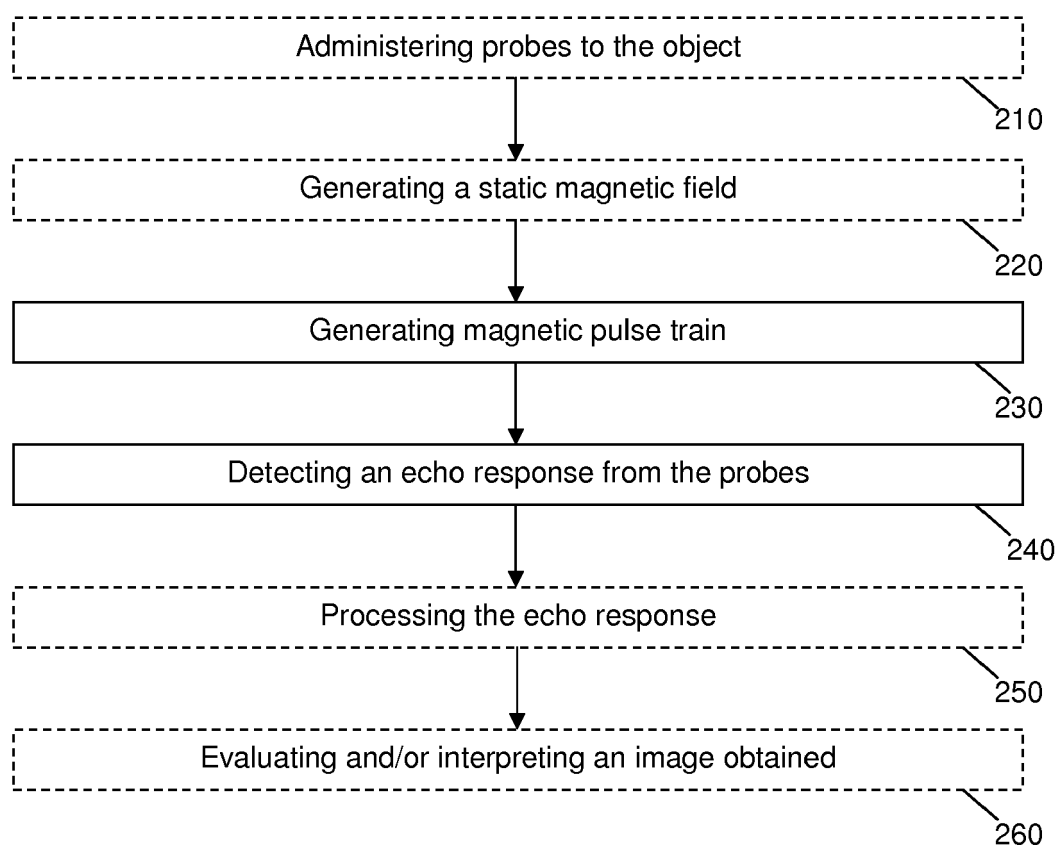 Administering probes to the object
210
Generating a static magnetic field
220
Generating magnetic pulse train
230
Detecting an echo response from the probes
240
Processing the echo response
250
Evaluating and/or interpreting an image obtained
260